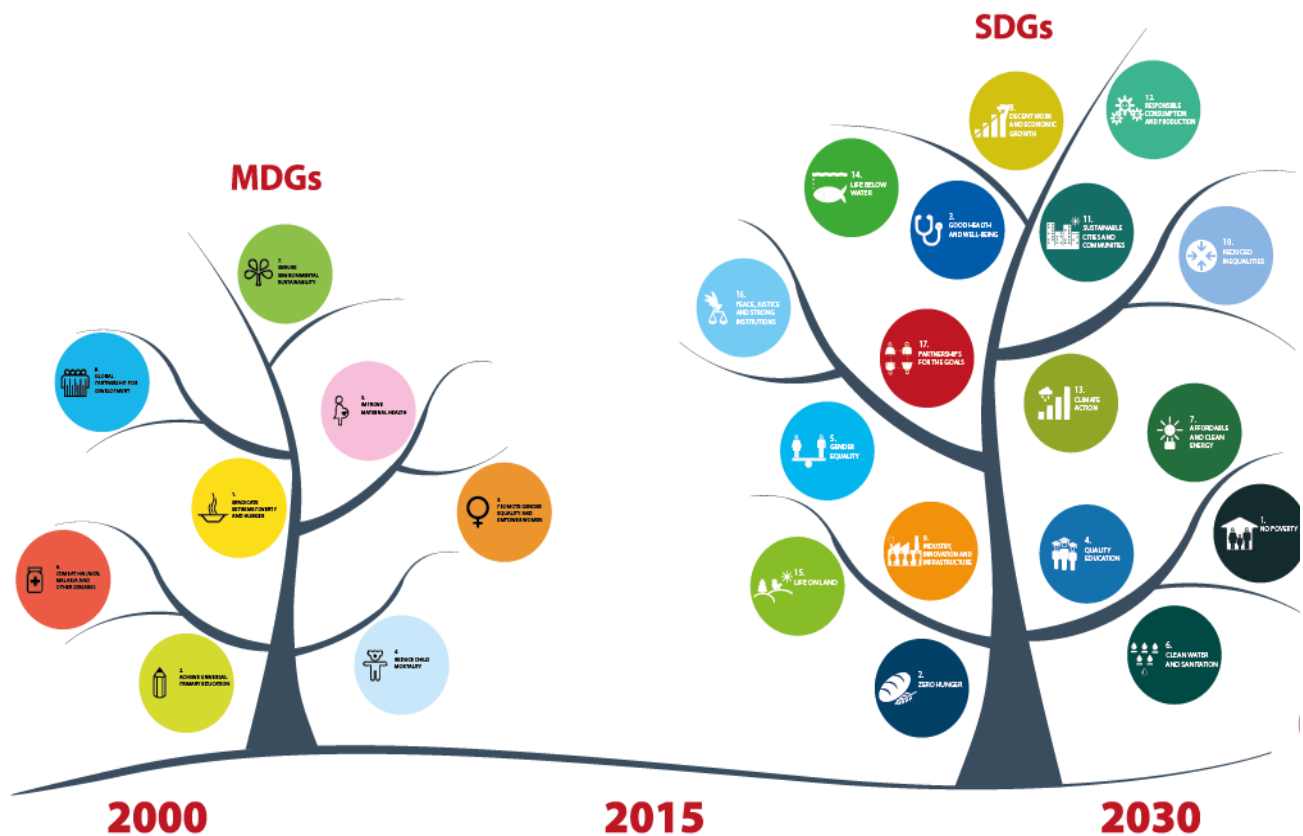 SDGs
MDGs
8.
DECENT WORK
AND ECONOMIC
GROWTH
12.
RESPONSIBLE
CONSUMPTION
AND PRODUCTION
14.
LIFE BELOW
WATER
3.
GOOD HEALTH
AND WELL-BEING
11.
SUSTAINABLE
CITIES AND
COMMUNITIES
10.
REDUCED
INEQUALITIES
16.
PEACE, JUSTICE
AND STRONG
INSTITUTIONS
17.
PARTNERSHIPS
FOR THE GOALS
13.
CLIMATE
ACTION
7.
AFFORDABLE
AND CLEAN
ENERGY
5.
GENDER
EQUALITY
9.
INDUSTRY,
INNOVATION AND
INFRASTRUCTURE
4.
QUALITY
EDUCATION
1.
NO POVERTY
15.
LIFE ON LAND
2.
ZERO HUNGER
6.
CLEAN WATER
AND SANITATION
7.
ENSURE
ENVIRONMENTAL
SUSTAINABILITY
8.
GLOBAL
PARTNERSHIP FOR
DEVELOPMENT
5.
IMPROVE
MATERNAL HEALTH
1.
ERADICATE
EXTREME POVERTY
AND HUNGER
3.
PROMOTE GENDER
EQUALITY AND
EMPOWER WOMEN
6.
COMBAT HIV/AIDS,
MALARIA AND
OTHER DISEASES
2.
ACHIEVE UNIVERSAL
PRIMARY EDUCATION
4.
REDUCE CHILD
MORTALITY
2000
2015
2030